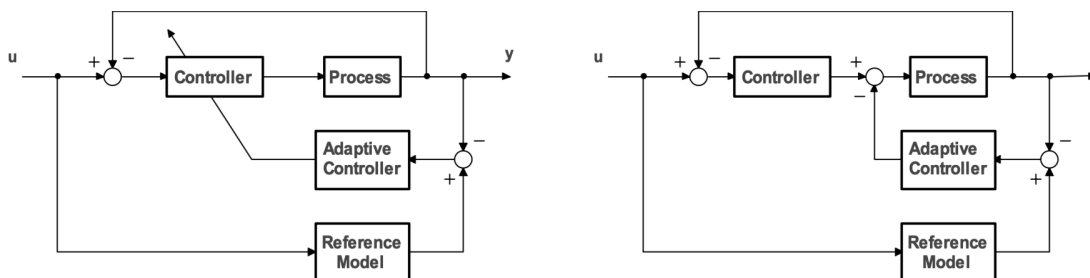 u
+
−
Controller
Process
y
−
Adaptive
Controller
+
Reference
Model
u
+
−
Controller
+
−
Process
−
Adaptive
Controller
+
Reference
Model